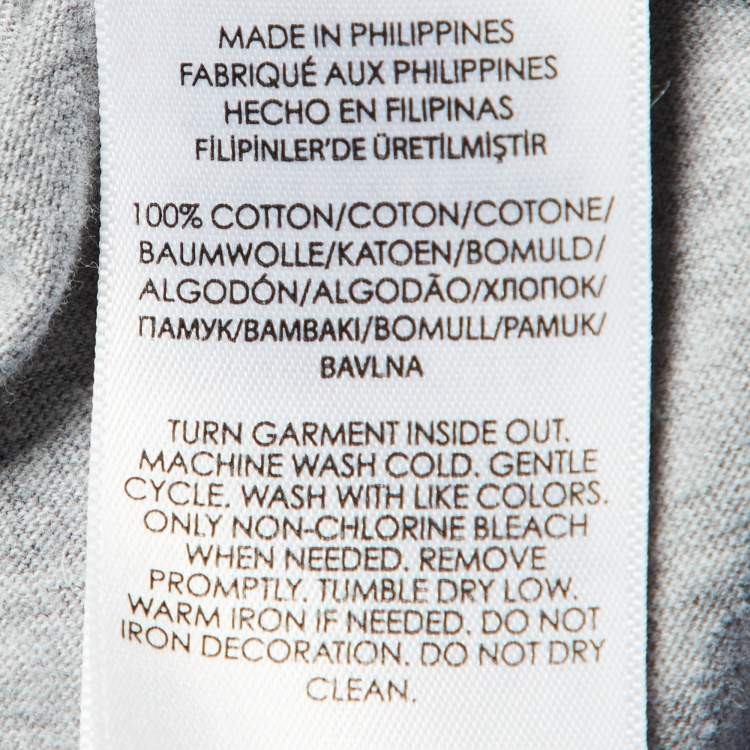 MADE IN PHILIPPINES
FABRIQUÉ AUX PHILIPPINES
HECHO EN FILIPINAS
FİLİPİNLER'DE ÜRETİLMİŞTİR
100% COTTON/COTON/COTONE/
BAUMWOLLE/KATOEN/BOMULD/
ALGODÓN/ALGODÃO/ХЛОПОК/
ПАМУК/ΒΑΜΒΑΚΙ/BOMULL/PAMUK/
BAVLNA
TURN GARMENT INSIDE OUT.
MACHINE WASH COLD. GENTLE
CYCLE. WASH WITH LIKE COLORS.
ONLY NON-CHLORINE BLEACH
WHEN NEEDED. REMOVE
PROMPTLY. TUMBLE DRY LOW.
WARM IRON IF NEEDED. DO NOT
IRON DECORATION. DO NOT DRY
CLEAN.